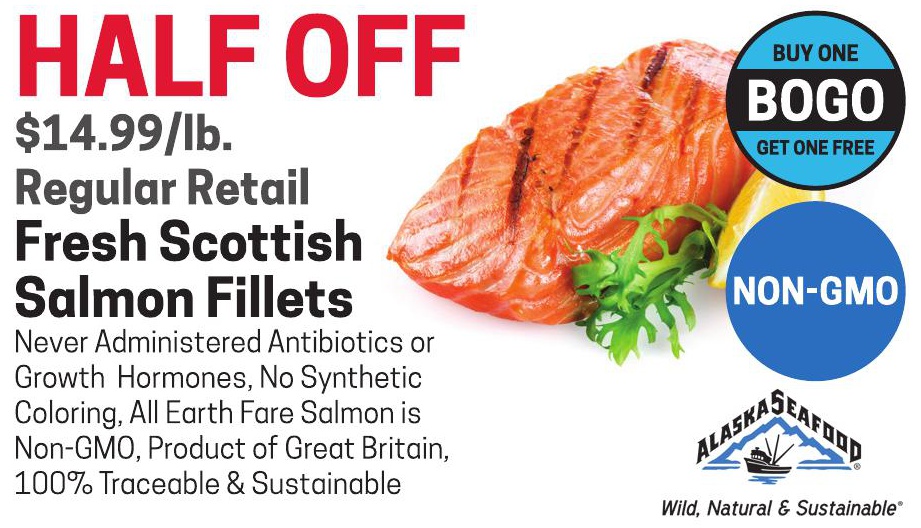 HALF OFF
$14.99/lb.
Regular Retail
Fresh Scottish
Salmon Fillets
Never Administered Antibiotics or
Growth Hormones, No Synthetic
Coloring, All Earth Fare Salmon is
Non-GMO, Product of Great Britain,
100% Traceable & Sustainable
BUY ONE
BOGO
GET ONE FREE
NON-GMO
ALASKA SEAFOOD®
Wild, Natural & Sustainable®